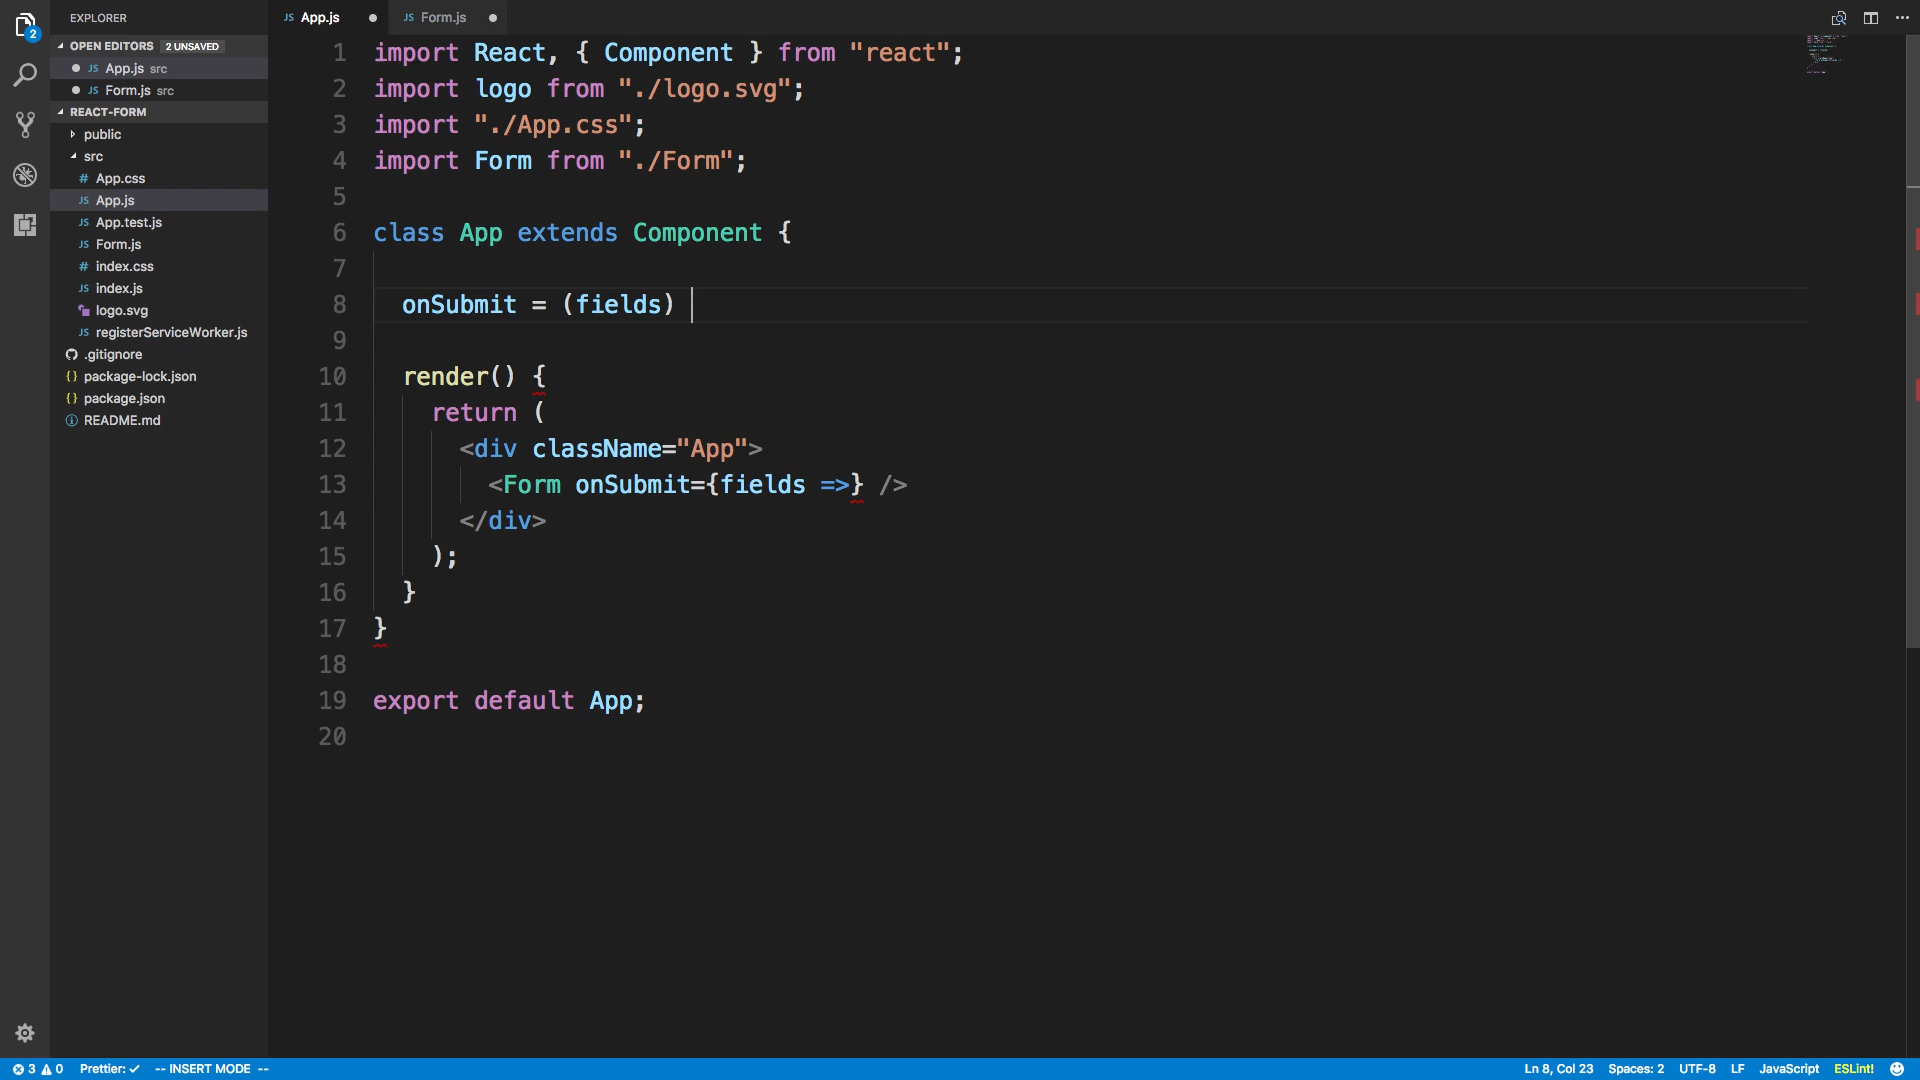 EXPLORER
OPEN EDITORS 2 UNSAVED
JS App.js src
JS Form.js src
REACT-FORM
public
src
# App.css
JS App.js
JS App.test.js
JS Form.js
# index.css
JS index.js
logo.svg
JS registerServiceWorker.js
.gitignore
{} package-lock.json
{} package.json
README.md
2
JS App.js
JS Form.js
1 import React, { Component } from "react";
2 import logo from "./logo.svg";
3 import "./App.css";
4 import Form from "./Form";
5
6 class App extends Component {
7
8 onSubmit = (fields)
9
10 render() {
11 return (
12 <div className="App">
13 <Form onSubmit={fields =>} />
14 </div>
15 );
16 }
17 }
18
19 export default App;
20
3 0 Prettier: ✓ -- INSERT MODE -- Ln 8, Col 23 Spaces: 2 UTF-8 LF JavaScript ESLint!